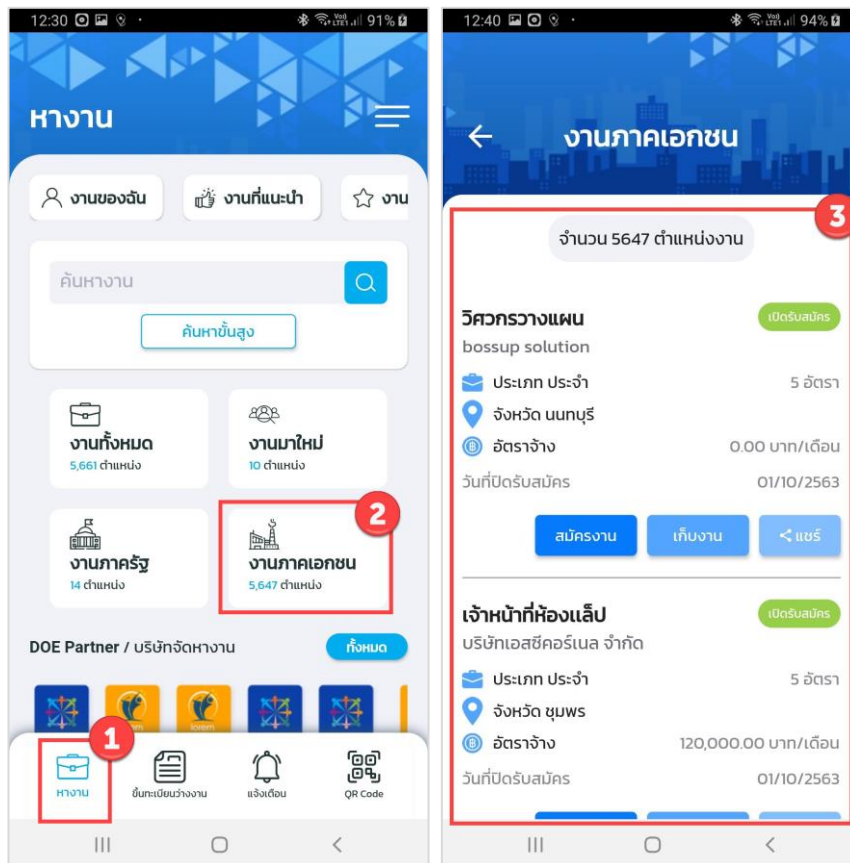 12:30
91%
หางาน
งานของฉัน
งานที่แนะนำ
งาน
ค้นหางาน
ค้นหาขั้นสูง
งานทั้งหมด
5,661 ตำแหน่ง
งานมาใหม่
10 ตำแหน่ง
งานภาครัฐ
14 ตำแหน่ง
2
งานภาคเอกชน
5,647 ตำแหน่ง
DOE Partner / บริษัทจัดหางาน
ทั้งหมด
1
หางาน
ขึ้นทะเบียนว่างงาน
แจ้งเตือน
QR Code
12:40
94%
งานภาคเอกชน
3
จำนวน 5647 ตำแหน่งงาน
วิศวกรวางแผน
เปิดรับสมัคร
bossup solution
ประเภท ประจำ
5 อัตรา
จังหวัด นนทบุรี
อัตราจ้าง
0.00 บาท/เดือน
วันที่ปิดรับสมัคร
01/10/2563
สมัครงาน
เก็บงาน
แชร์
เจ้าหน้าที่ห้องแล็ป
เปิดรับสมัคร
บริษัทเอสซีคอร์เนล จำกัด
ประเภท ประจำ
5 อัตรา
จังหวัด ชุมพร
อัตราจ้าง
120,000.00 บาท/เดือน
วันที่ปิดรับสมัคร
01/10/2563